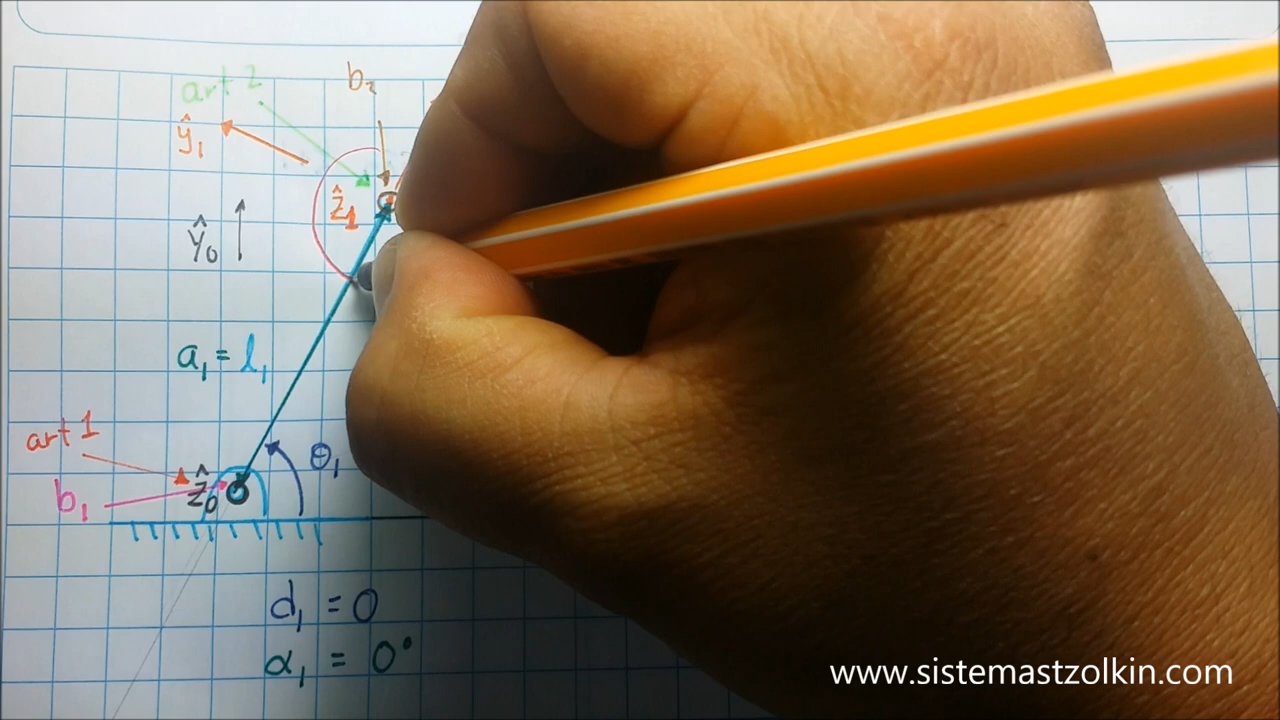 art 2
b₂
ŷ₁
ẑ₁
ŷ₀
a₁ = l₁
art 1
θ₁
b₁
ẑ₀
d₁ = 0
α₁ = 0°
www.sistemastzolkin.com